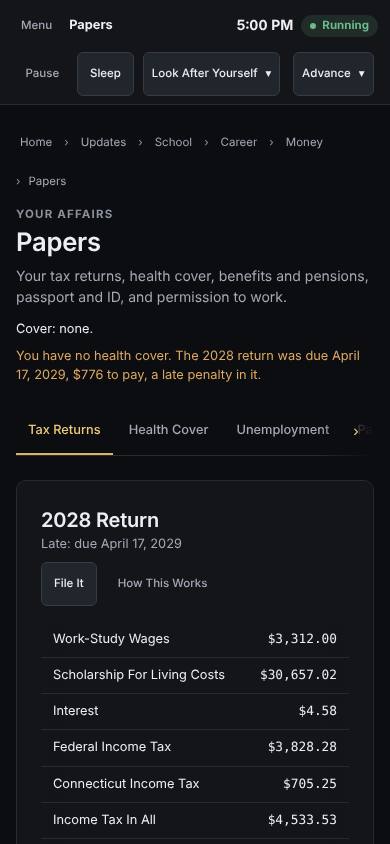 Menu Papers 5:00 PM Running
Pause Sleep Look After Yourself ▾ Advance ▾
Home › Updates › School › Career › Money
› Papers
YOUR AFFAIRS
Papers
Your tax returns, health cover, benefits and pensions,
passport and ID, and permission to work.
Cover: none.
You have no health cover. The 2028 return was due April
17, 2029, $776 to pay, a late penalty in it.
Tax Returns Health Cover Unemployment ›
2028 Return
Late: due April 17, 2029
File It How This Works
Work-Study Wages $3,312.00
Scholarship For Living Costs $30,657.02
Interest $4.58
Federal Income Tax $3,828.28
Connecticut Income Tax $705.25
Income Tax In All $4,533.53